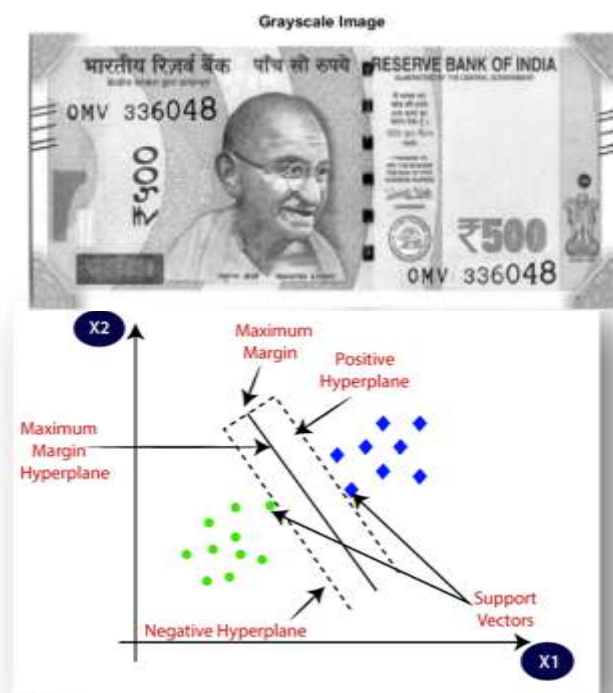 Grayscale Image
भारतीय रिज़र्व बैंक
पाँच सौ रुपये
RESERVE BANK OF INDIA
0MV 336048
₹५००
₹500
0MV 336048
X2
Maximum
Margin
Positive
Hyperplane
Maximum
Margin
Hyperplane
Support
Vectors
Negative Hyperplane
X1